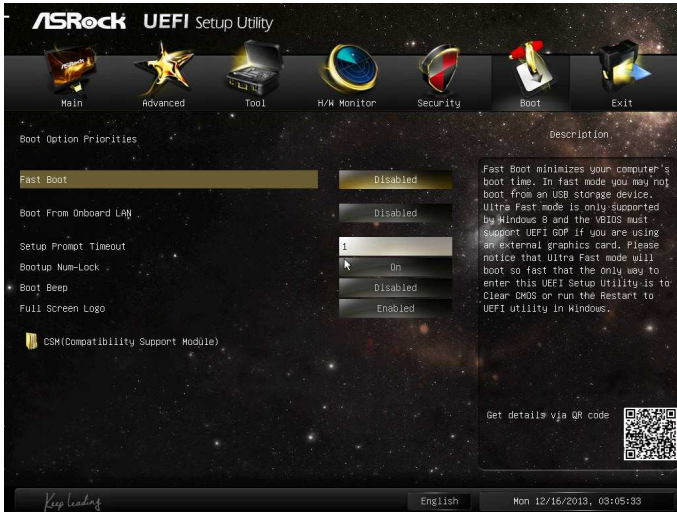 ASRock UEFI Setup Utility
Main Advanced Tool H/W Monitor Security Boot Exit
Boot Option Priorities
Fast Boot Disabled
Boot From Onboard LAN Disabled
Setup Prompt Timeout 1
Bootup Num-Lock On
Boot Beep Disabled
Full Screen Logo Enabled
CSM(Compatibility Support Module)
Description
Fast Boot minimizes your computer's
boot time. In fast mode you may not
boot from an USB storage device.
Ultra Fast mode is only supported
by Windows 8 and the VBIOS must
support UEFI GOP if you are using
an external graphics card. Please
notice that Ultra Fast mode will
boot so fast that the only way to
enter this UEFI Setup Utility is to
Clear CMOS or run the Restart to
UEFI utility in Windows.
Get details via QR code
Keep Leading
English
Mon 12/16/2013, 03:05:33